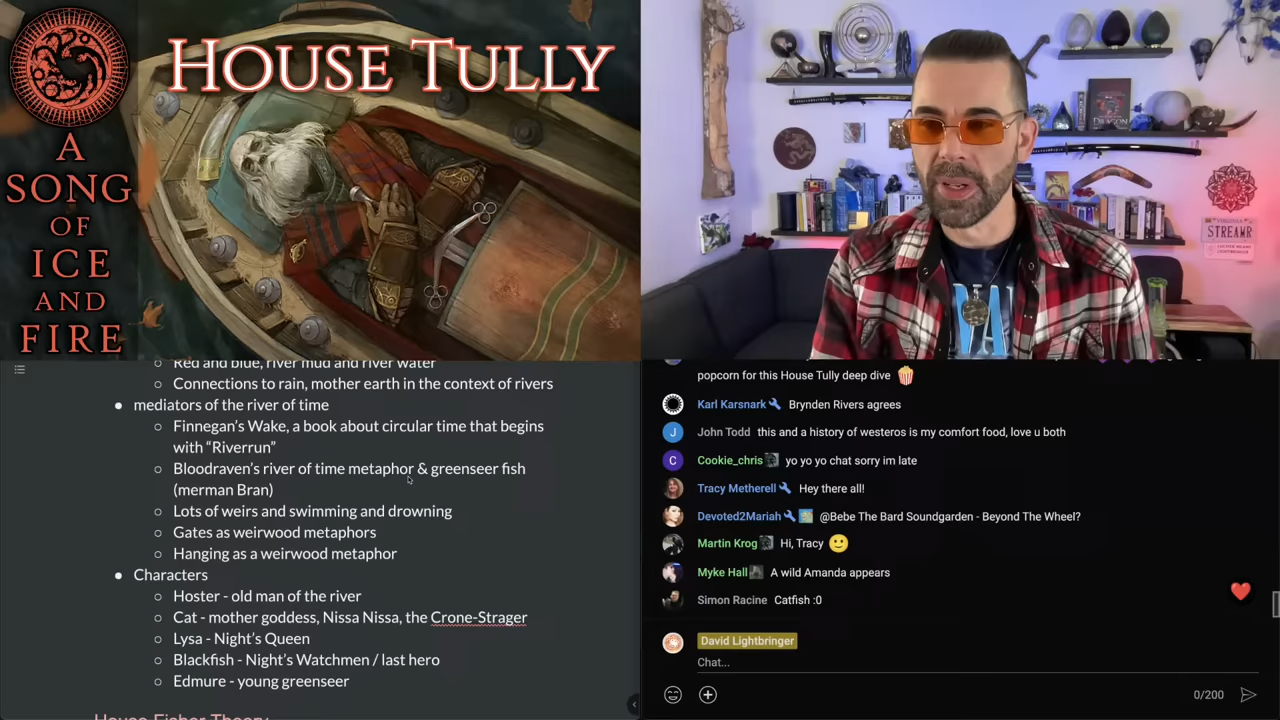 HOUSE TULLY
A
SONG
OF
ICE
AND
FIRE
DRAGON
STREAMR
Red and blue, river mud and river water
Connections to rain, mother earth in the context of rivers
mediators of the river of time
Finnegan's Wake, a book about circular time that begins
with “Riverrun”
Bloodraven's river of time metaphor & greenseer fish
(merman Bran)
Lots of weirs and swimming and drowning
Gates as weirwood metaphors
Hanging as a weirwood metaphor
Characters
Hoster - old man of the river
Cat - mother goddess, Nissa Nissa, the Crone-Strager
Lysa - Night's Queen
Blackfish - Night's Watchmen / last hero
Edmure - young greenseer
House Fisher Theory
popcorn for this House Tully deep dive 🍿
Karl Karsnark Brynden Rivers agrees
J John Todd this and a history of westeros is my comfort food, love u both
C Cookie_chris yo yo yo chat sorry im late
Tracy Metherell Hey there all!
Devoted2Mariah @Bebe The Bard Soundgarden - Beyond The Wheel?
Martin Krog Hi, Tracy 🙂
Myke Hall A wild Amanda appears
Simon Racine Catfish :0
David Lightbringer
Chat...
0/200